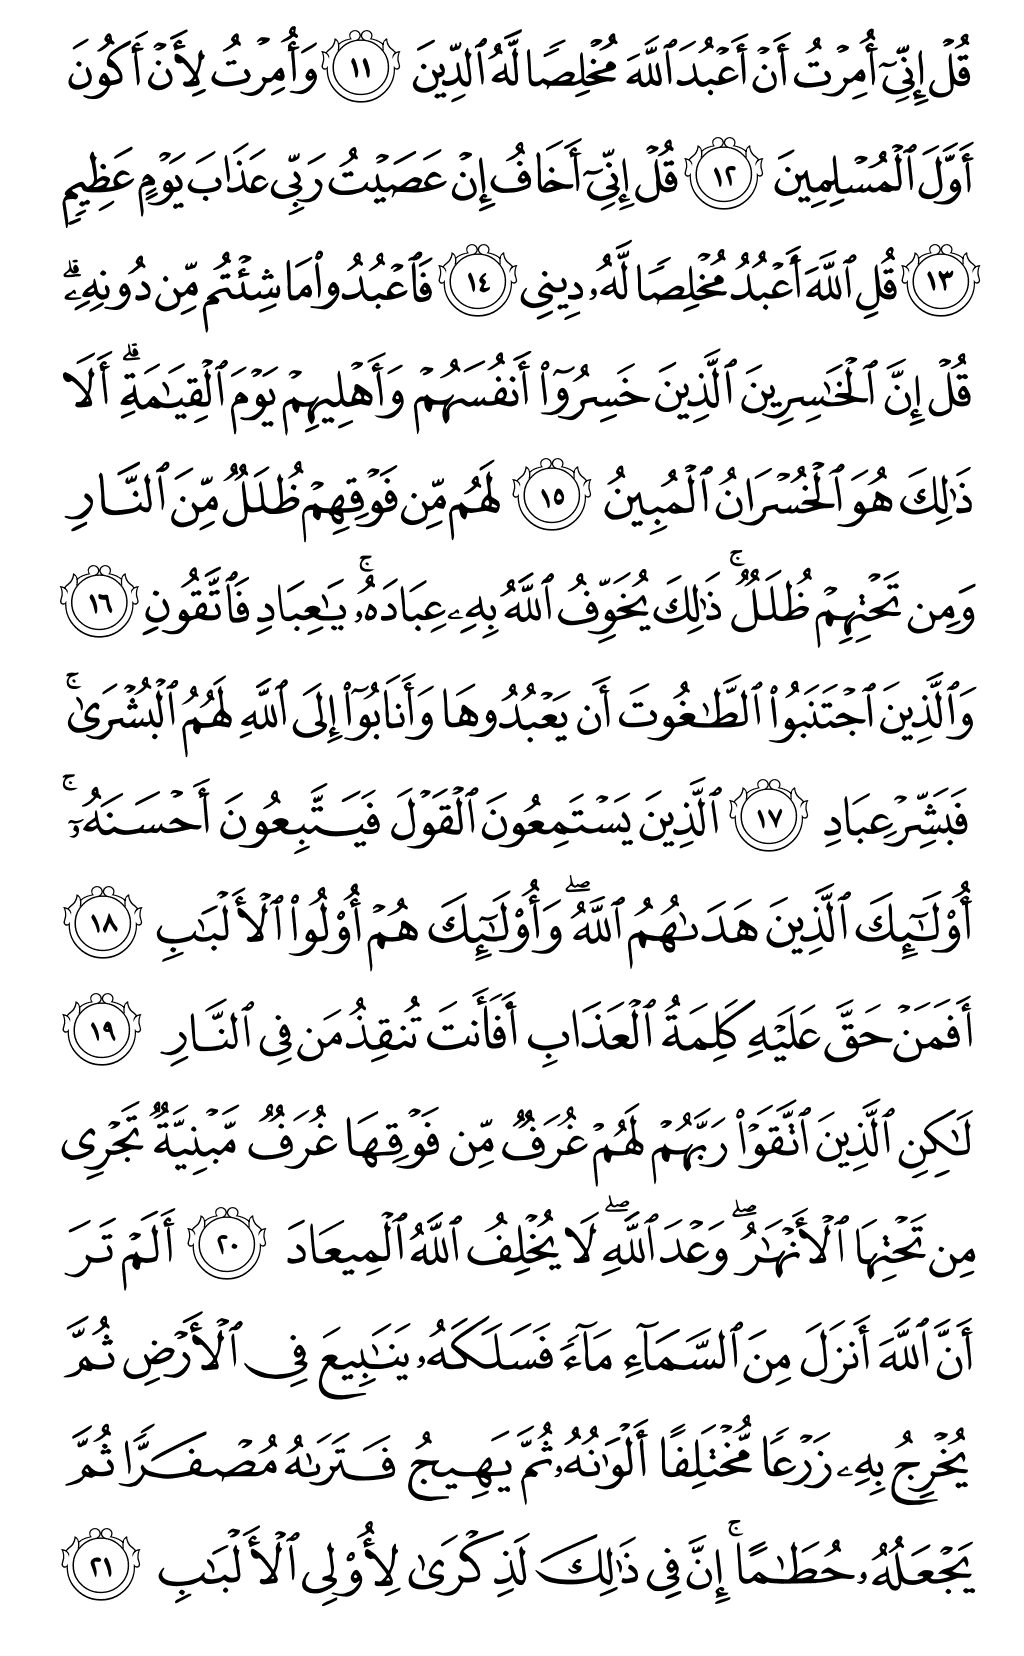 قُلۡ إِنِّيٓ أُمِرۡتُ أَنۡ أَعۡبُدَ ٱللَّهَ مُخۡلِصٗا لَّهُ ٱلدِّينَ ١١ وَأُمِرۡتُ لِأَنۡ أَكُونَ
أَوَّلَ ٱلۡمُسۡلِمِينَ ١٢ قُلۡ إِنِّيٓ أَخَافُ إِنۡ عَصَيۡتُ رَبِّي عَذَابَ يَوۡمٍ عَظِيمٖ
١٣ قُلِ ٱللَّهَ أَعۡبُدُ مُخۡلِصٗا لَّهُۥ دِينِي ١٤ فَٱعۡبُدُواْ مَا شِئۡتُم مِّن دُونِهِۦۗ
قُلۡ إِنَّ ٱلۡخَٰسِرِينَ ٱلَّذِينَ خَسِرُوٓاْ أَنفُسَهُمۡ وَأَهۡلِيهِمۡ يَوۡمَ ٱلۡقِيَٰمَةِۗ أَلَا
ذَٰلِكَ هُوَ ٱلۡخُسۡرَانُ ٱلۡمُبِينُ ١٥ لَهُم مِّن فَوۡقِهِمۡ ظُلَلٞ مِّنَ ٱلنَّارِ
وَمِن تَحۡتِهِمۡ ظُلَلٞۚ ذَٰلِكَ يُخَوِّفُ ٱللَّهُ بِهِۦ عِبَادَهُۥۚ يَٰعِبَادِ فَٱتَّقُونِ ١٦
وَٱلَّذِينَ ٱجۡتَنَبُواْ ٱلطَّٰغُوتَ أَن يَعۡبُدُوهَا وَأَنَابُوٓاْ إِلَى ٱللَّهِ لَهُمُ ٱلۡبُشۡرَىٰۚ
فَبَشِّرۡ عِبَادِ ١٧ ٱلَّذِينَ يَسۡتَمِعُونَ ٱلۡقَوۡلَ فَيَتَّبِعُونَ أَحۡسَنَهُۥٓۚ
أُوْلَٰٓئِكَ ٱلَّذِينَ هَدَىٰهُمُ ٱللَّهُۖ وَأُوْلَٰٓئِكَ هُمۡ أُوْلُواْ ٱلۡأَلۡبَٰبِ ١٨
أَفَمَنۡ حَقَّ عَلَيۡهِ كَلِمَةُ ٱلۡعَذَابِ أَفَأَنتَ تُنقِذُ مَن فِي ٱلنَّارِ ١٩
لَٰكِنِ ٱلَّذِينَ ٱتَّقَوۡاْ رَبَّهُمۡ لَهُمۡ غُرَفٞ مِّن فَوۡقِهَا غُرَفٞ مَّبۡنِيَّةٞ تَجۡرِي
مِن تَحۡتِهَا ٱلۡأَنۡهَٰرُۖ وَعۡدَ ٱللَّهِۖ لَا يُخۡلِفُ ٱللَّهُ ٱلۡمِيعَادَ ٢٠ أَلَمۡ تَرَ
أَنَّ ٱللَّهَ أَنزَلَ مِنَ ٱلسَّمَآءِ مَآءٗ فَسَلَكَهُۥ يَنَٰبِيعَ فِي ٱلۡأَرۡضِ ثُمَّ
يُخۡرِجُ بِهِۦ زَرۡعٗا مُّخۡتَلِفًا أَلۡوَٰنُهُۥ ثُمَّ يَهِيجُ فَتَرَىٰهُ مُصۡفَرّٗا ثُمَّ
يَجۡعَلُهُۥ حُطَٰمًاۚ إِنَّ فِي ذَٰلِكَ لَذِكۡرَىٰ لِأُوْلِي ٱلۡأَلۡبَٰبِ ٢١